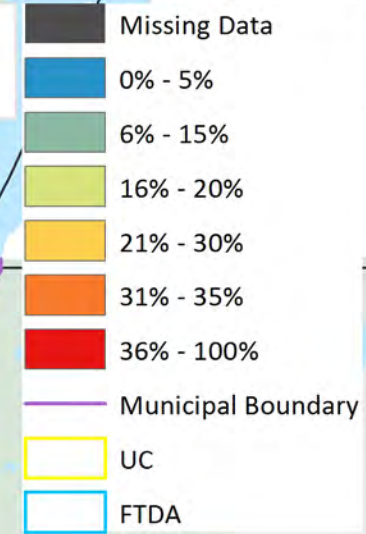 Missing Data
0% - 5%
6% - 15%
16% - 20%
21% - 30%
31% - 35%
36% - 100%
Municipal Boundary
UC
FTDA